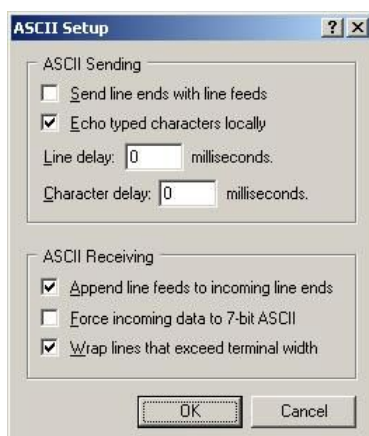 ASCII Setup
ASCII Sending
Send line ends with line feeds
Echo typed characters locally
Line delay: 0 milliseconds.
Character delay: 0 milliseconds.
ASCII Receiving
Append line feeds to incoming line ends
Force incoming data to 7-bit ASCII
Wrap lines that exceed terminal width
OK Cancel